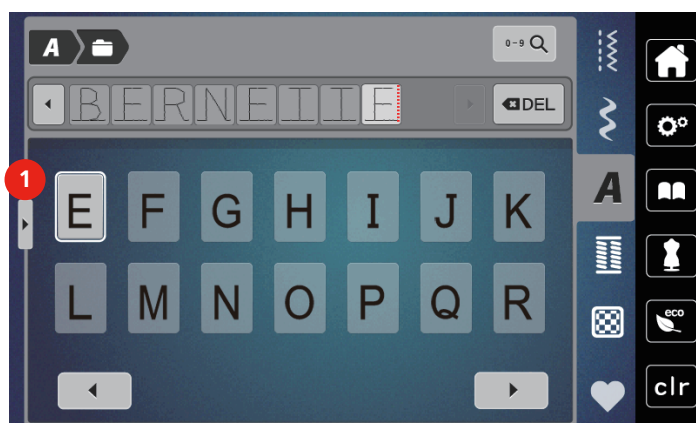 A 0-9
BERNETTE DEL
A
1
E F G H I J K
L M N O P Q R
eco
clr